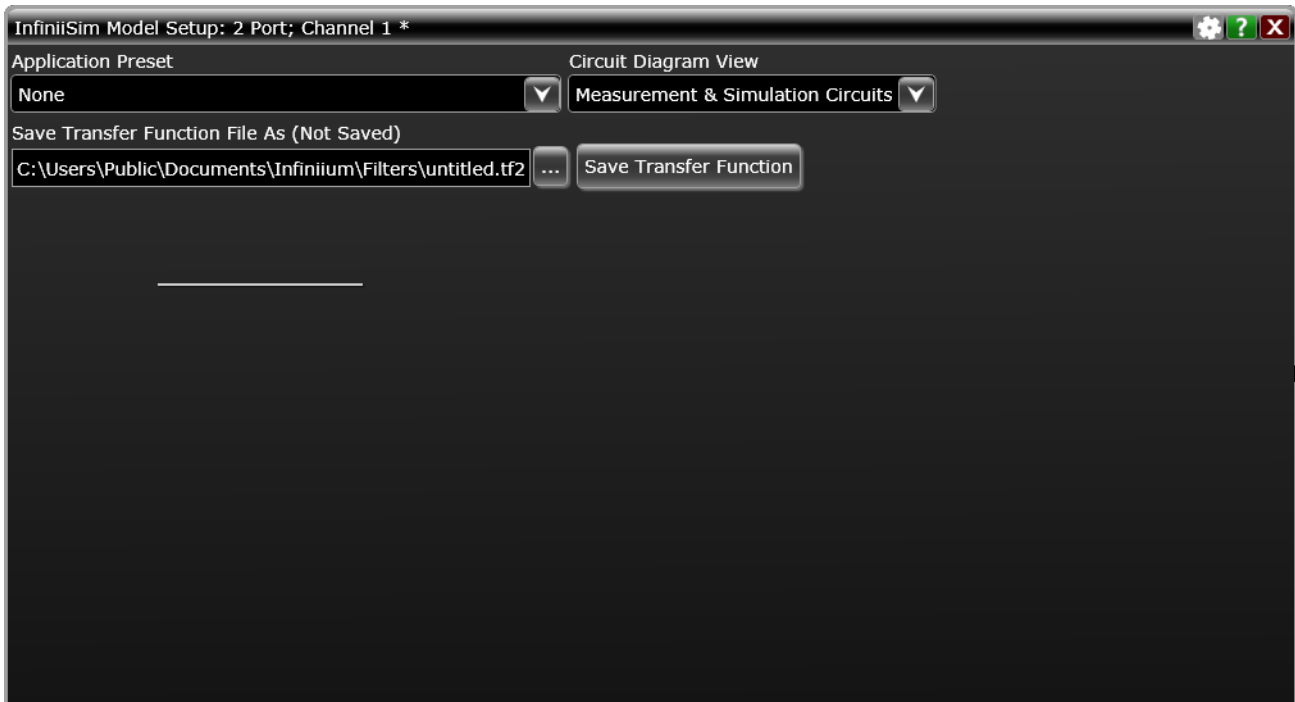 InfiniiSim Model Setup: 2 Port; Channel 1 *
?
X
Application Preset
Circuit Diagram View
None
Measurement & Simulation Circuits
Save Transfer Function File As (Not Saved)
C:\Users\Public\Documents\Infiniium\Filters\untitled.tf2
...
Save Transfer Function